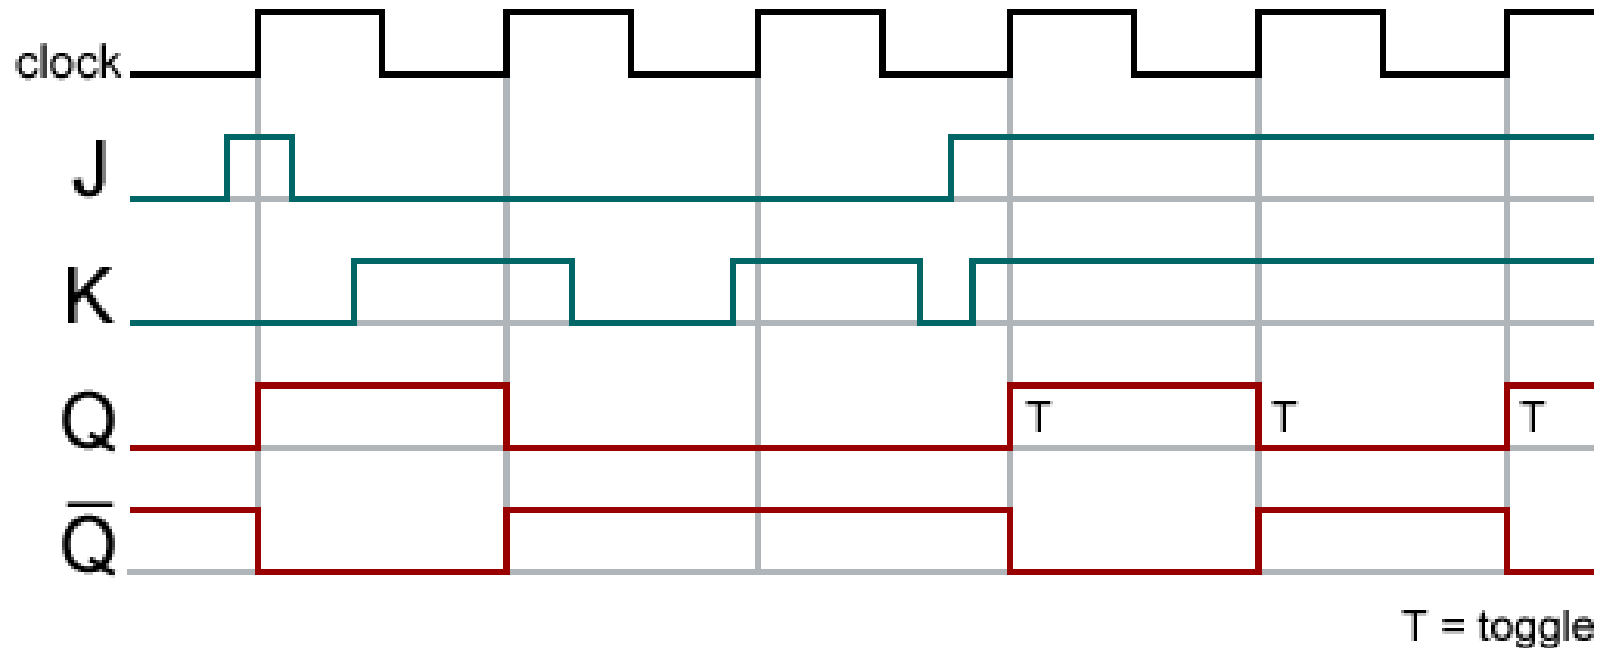 clock
J
K
Q
T T T
Q̅
T = toggle